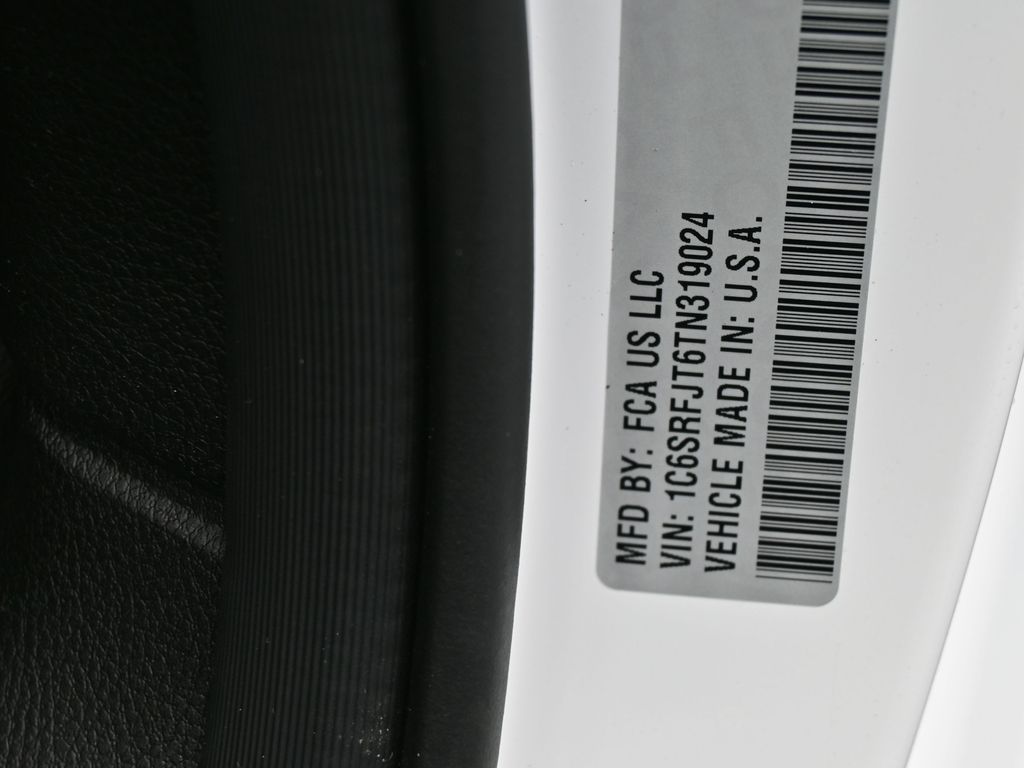 MFD BY: FCA US LLC
VIN: 1C6SRFJT6TN319024
VEHICLE MADE IN: U.S.A.